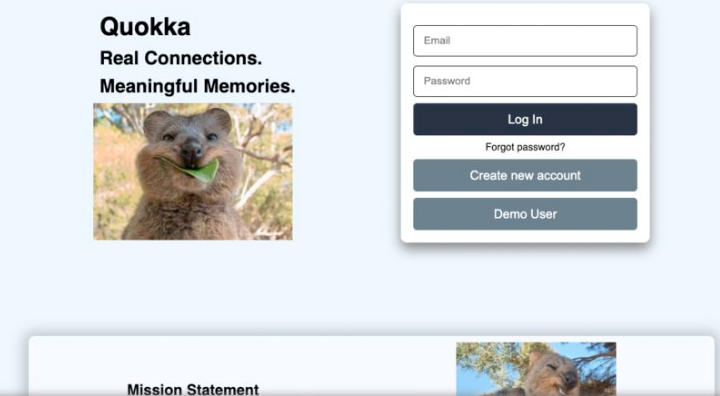 Quokka
Real Connections.
Meaningful Memories.
Email
Password
Log In
Forgot password?
Create new account
Demo User
Mission Statement